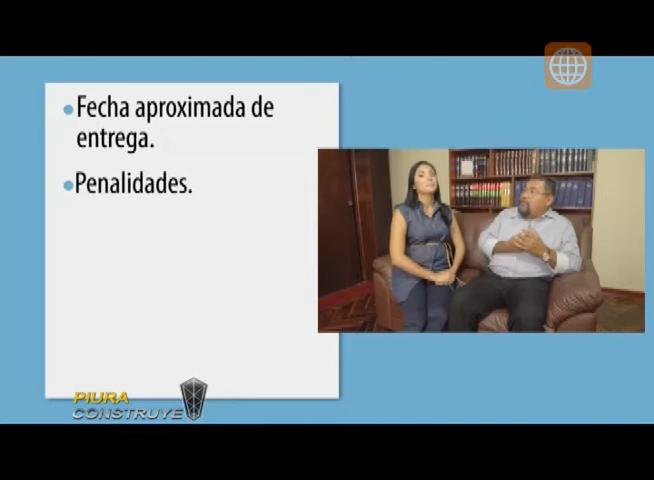 •Fecha aproximada de
entrega.
•Penalidades.
PIURA
CONSTRUYE